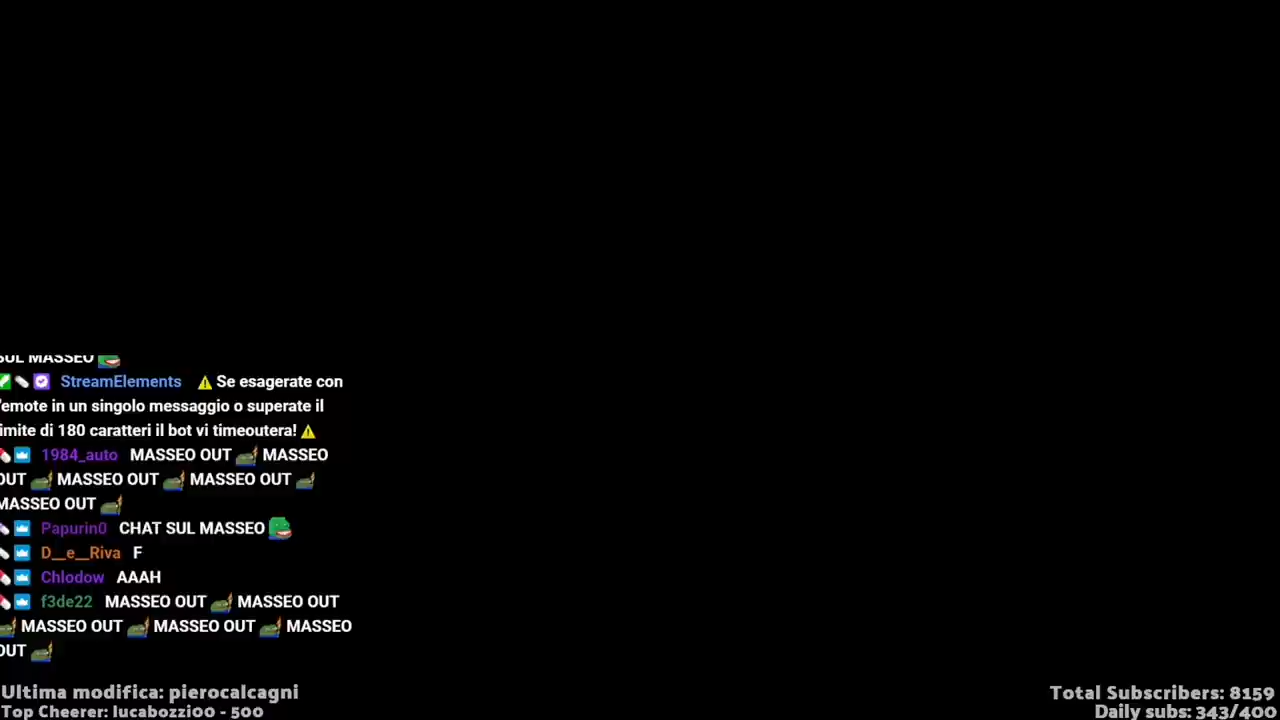 SUL MASSEO
StreamElements Se esagerate con
'emote in un singolo messaggio o superate il
imite di 180 caratteri il bot vi timeoutera!
1984_auto MASSEO OUT MASSEO
OUT MASSEO OUT MASSEO OUT
MASSEO OUT
Papurin0 CHAT SUL MASSEO
D__e__Riva F
Chlodow AAAH
f3de22 MASSEO OUT MASSEO OUT
MASSEO OUT MASSEO OUT MASSEO
OUT
Ultima modifica: pierocalcagni
Top Cheerer: lucabozzi00 - 500
Total Subscribers: 8159
Daily subs: 343/400